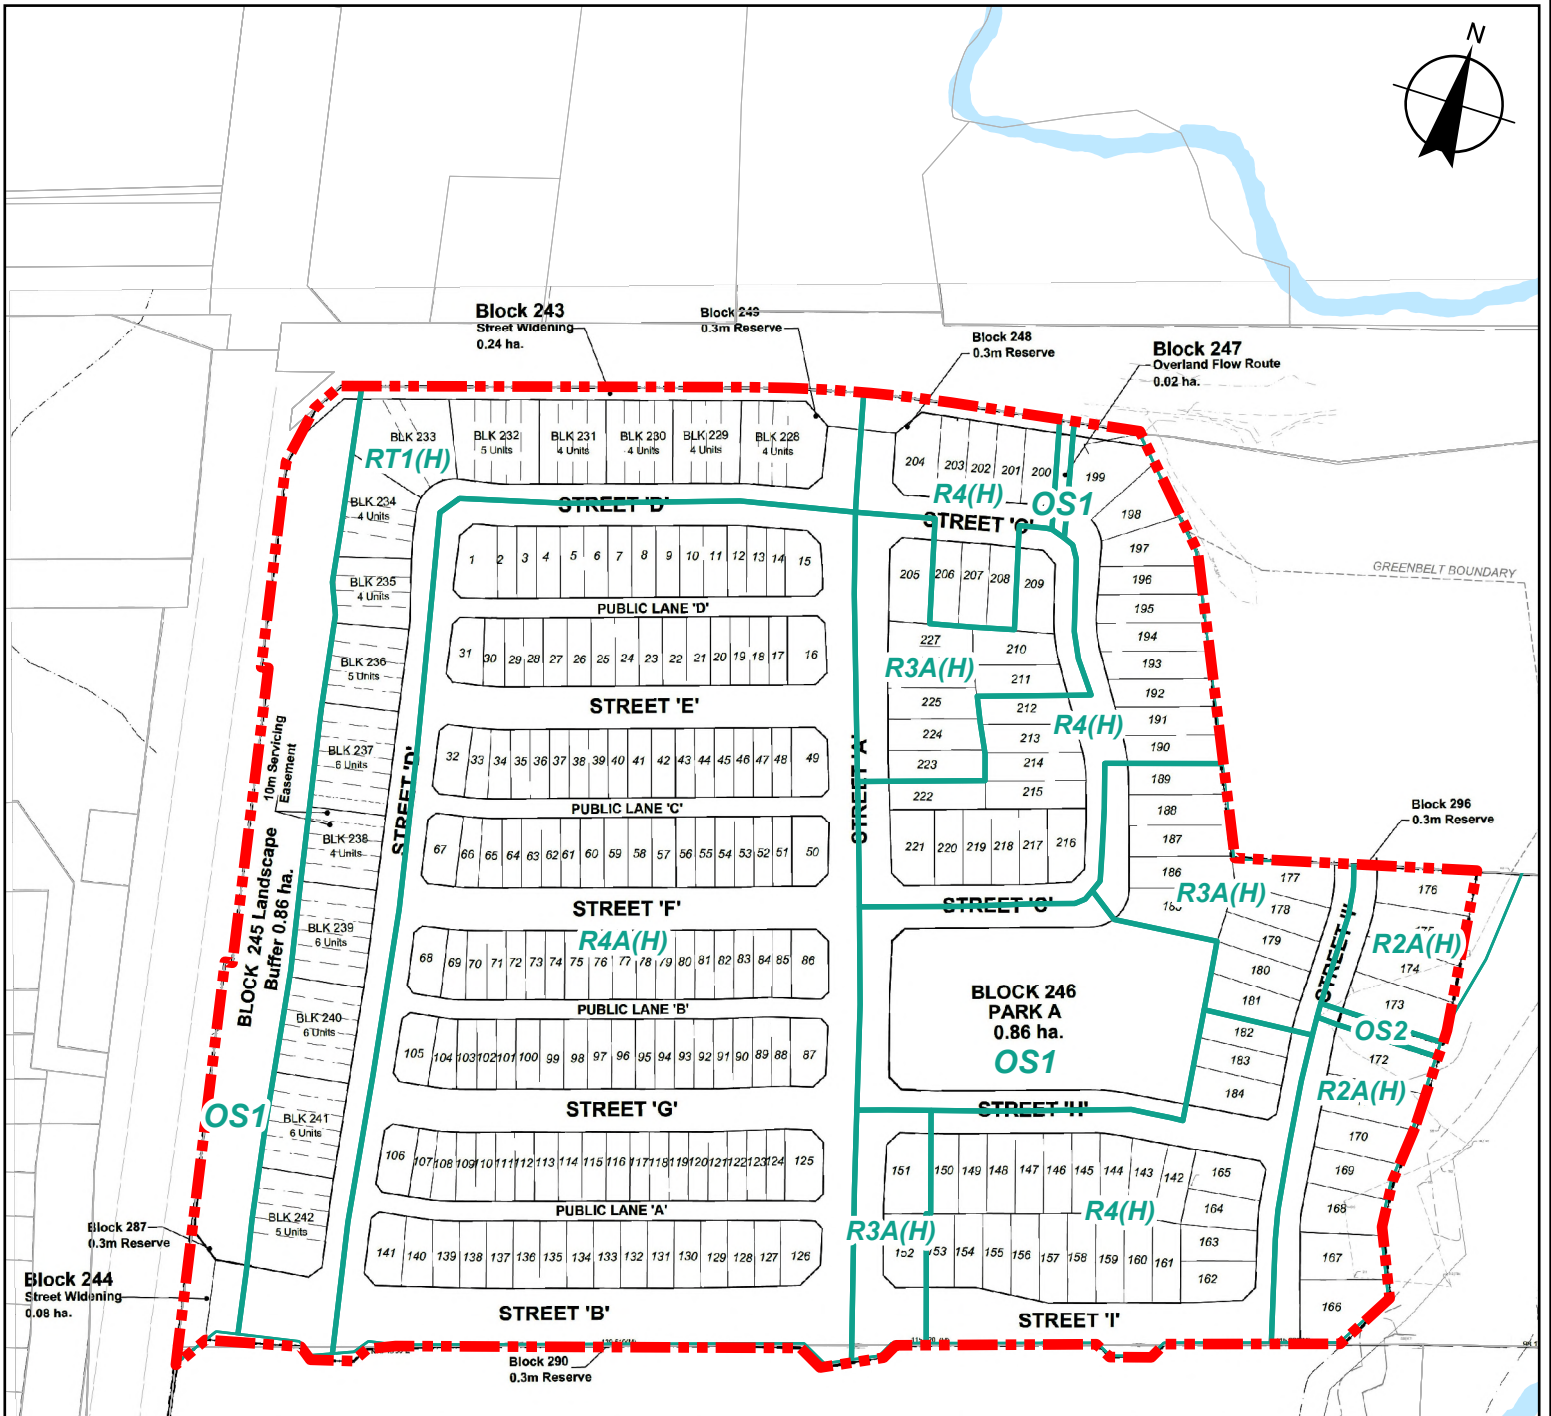 N
Block 243
Street Widening
0.24 ha.
Block 249
0.3m Reserve
Block 248
0.3m Reserve
Block 247
Overland Flow Route
0.02 ha.
BLK 233
RT1(H)
BLK 232
5 Units
BLK 231
4 Units
BLK 230
4 Units
BLK 229
4 Units
BLK 228
4 Units
204 203 202 201 200 199
R4(H)
OS1
STREET 'D'
STREET 'C'
BLK 234
4 Units
198
197
196
195
194
193
192
191
190
GREENBELT BOUNDARY
1 2 3 4 5 6 7 8 9 10 11 12 13 14 15
205 206 207 208 209
BLK 235
4 Units
PUBLIC LANE 'D'
31 30 29 28 27 26 25 24 23 22 21 20 19 18 17 16
227
210
R3A(H)
211
BLK 236
5 Units
STREET 'E'
225
212
R4(H)
224
213
223
214
222
215
10m Servicing
Easement
BLK 237
6 Units
STREET 'D'
32 33 34 35 36 37 38 39 40 41 42 43 44 45 46 47 48 49
STREET 'A'
189
188
187
186
PUBLIC LANE 'C'
BLK 238
4 Units
67 66 65 64 63 62 61 60 59 58 57 56 55 54 53 52 51 50
221 220 219 218 217 216
Block 296
0.3m Reserve
BLOCK 245 Landscape
Buffer 0.86 ha.
STREET 'F'
STREET 'C'
R3A(H)
177
178
179
180
181
182
183
184
176
R2A(H)
174
173
BLK 239
6 Units
R4A(H)
68 69 70 71 72 73 74 75 76 77 78 79 80 81 82 83 84 85 86
BLOCK 246
PARK A
0.86 ha.
OS1
STREET 'I'
PUBLIC LANE 'B'
BLK 240
6 Units
OS2
172
R2A(H)
105 104 103 102 101 100 99 98 97 96 95 94 93 92 91 90 89 88 87
STREET 'G'
STREET 'H'
OS1
BLK 241
6 Units
170
169
168
167
166
106 107 108 109 110 111 112 113 114 115 116 117 118 119 120 121 122 123 124 125
151 150 149 148 147 146 145 144 143 142 165
164
163
162
PUBLIC LANE 'A'
R3A(H)
R4(H)
BLK 242
5 Units
141 140 139 138 137 136 135 134 133 132 131 130 129 128 127 126
152 153 154 155 156 157 158 159 160 161
Block 287
0.3m Reserve
Block 244
Street Widening
0.08 ha.
STREET 'B'
STREET 'I'
Block 290
0.3m Reserve